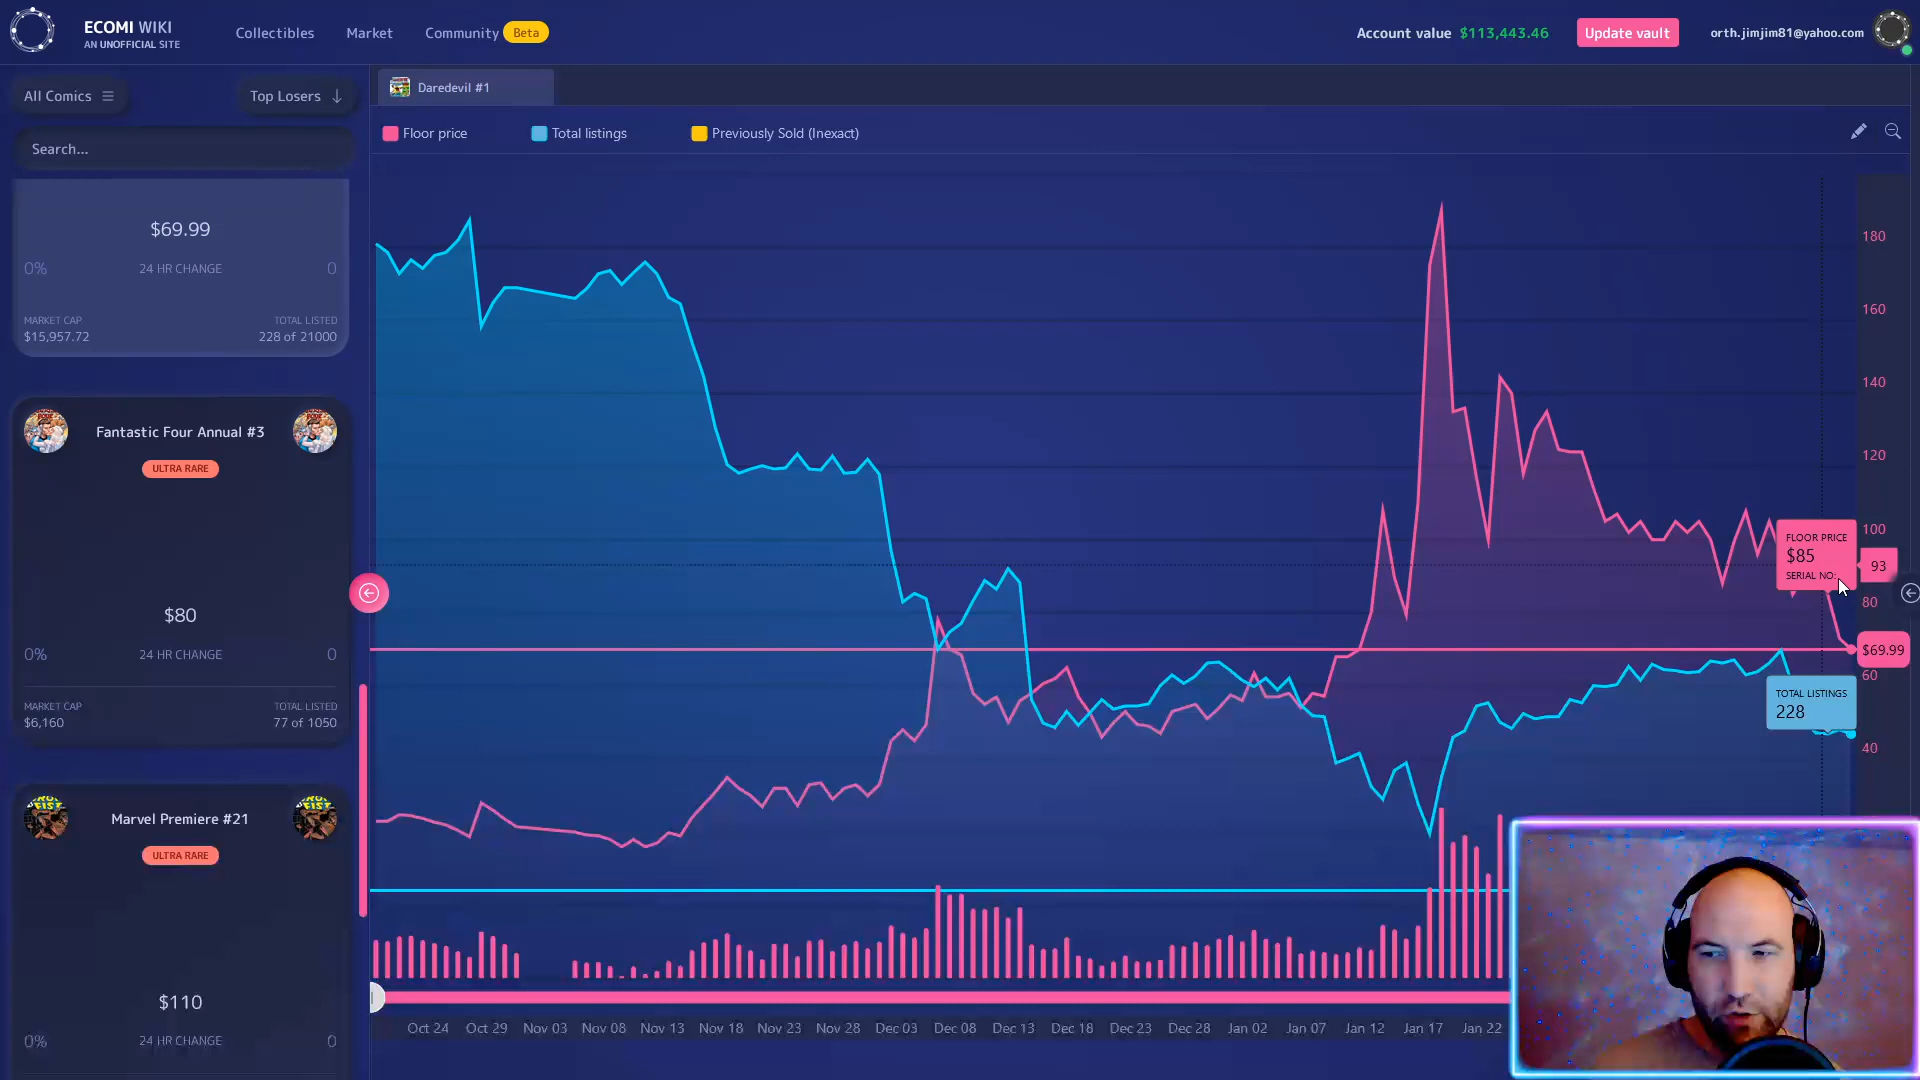 ECOMI WIKI
AN UNOFFICIAL SITE
Collectibles
Market
Community
Beta
Account value $113,443.46
Update vault
orth.jimjim81@yahoo.com
All Comics
Top Losers
Search...
$69.99
0%
24 HR CHANGE
0
MARKET CAP
TOTAL LISTED
$15,957.72
228 of 21000
Fantastic Four Annual #3
ULTRA RARE
$80
0%
24 HR CHANGE
0
MARKET CAP
TOTAL LISTED
$6,160
77 of 1050
Marvel Premiere #21
ULTRA RARE
$110
0%
24 HR CHANGE
0
Daredevil #1
Floor price
Total listings
Previously Sold (Inexact)
180
160
140
120
100
FLOOR PRICE
$85
SERIAL NO:
93
80
$69.99
60
TOTAL LISTINGS
228
40
Oct 24
Oct 29
Nov 03
Nov 08
Nov 13
Nov 18
Nov 23
Nov 28
Dec 03
Dec 08
Dec 13
Dec 18
Dec 23
Dec 28
Jan 02
Jan 07
Jan 12
Jan 17
Jan 22